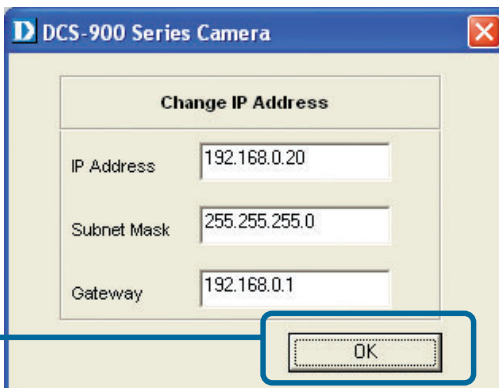 D DCS-900 Series Camera
Change IP Address
IP Address 192.168.0.20
Subnet Mask 255.255.255.0
Gateway 192.168.0.1
OK